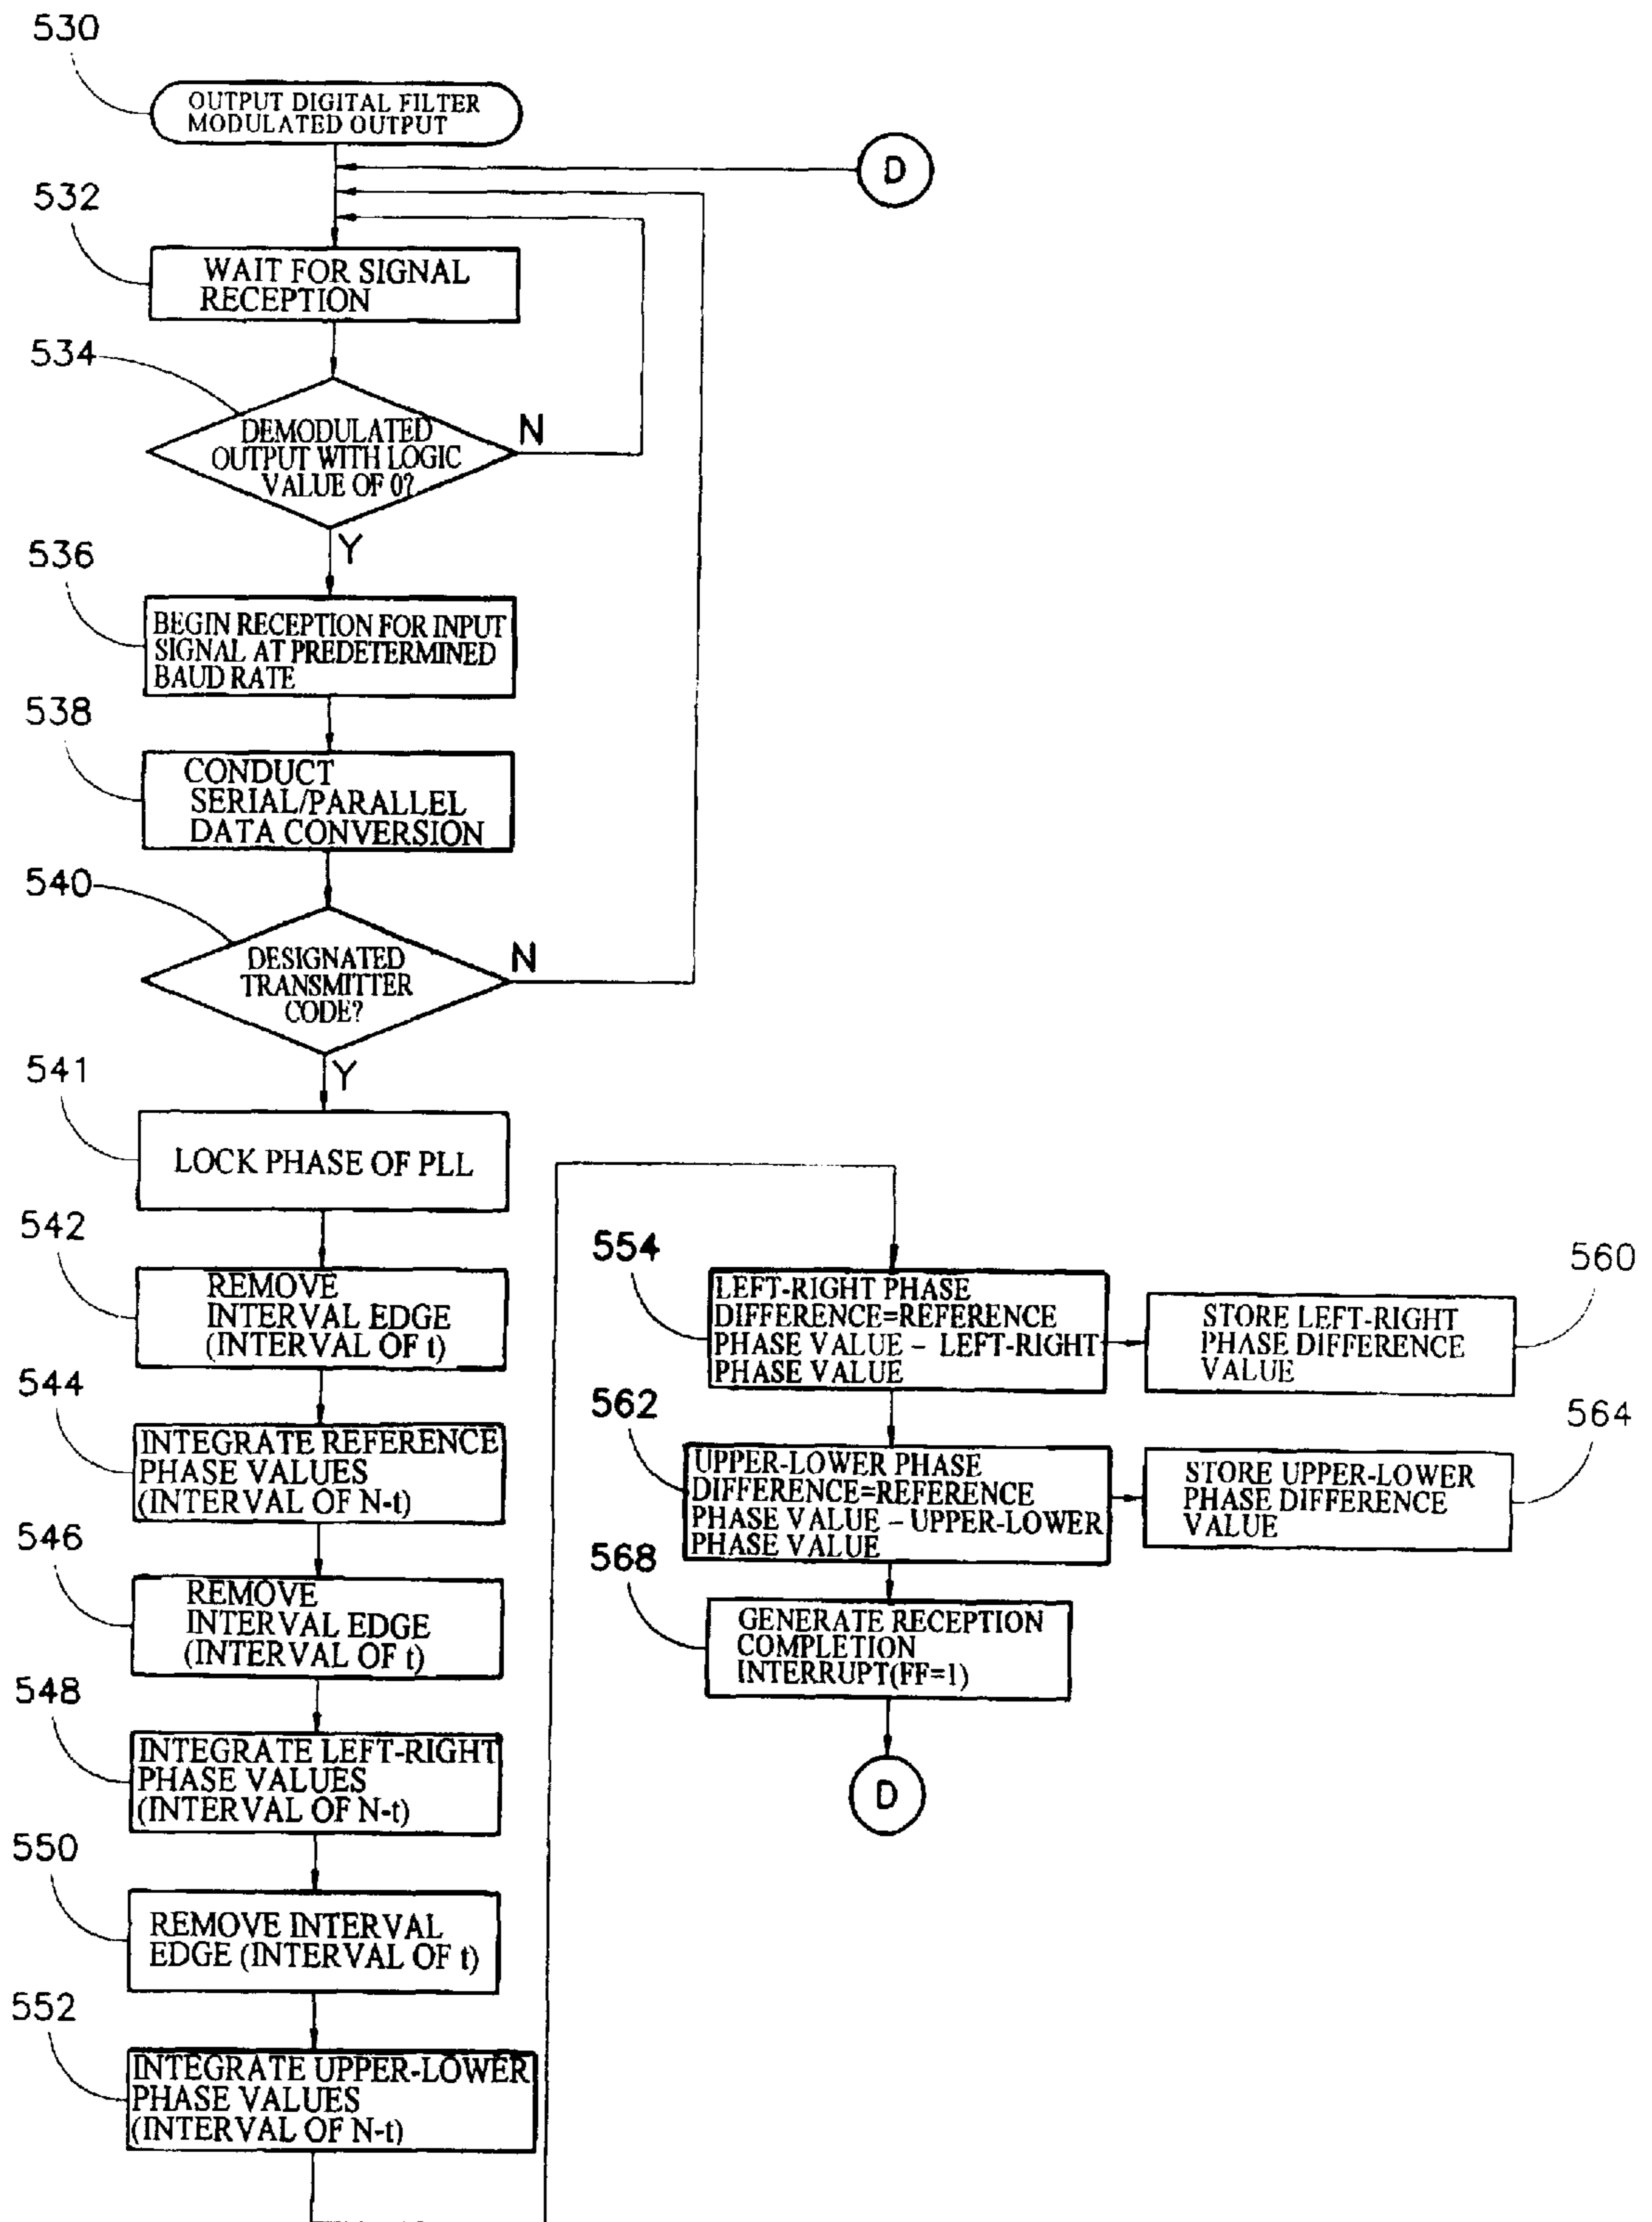 530
OUTPUT DIGITAL FILTER
MODULATED OUTPUT
D
532
WAIT FOR SIGNAL
RECEPTION
534
DEMODULATED
OUTPUT WITH LOGIC
VALUE OF 0?
N
Y
536
BEGIN RECEPTION FOR INPUT
SIGNAL AT PREDETERMINED
BAUD RATE
538
CONDUCT
SERIAL/PARALLEL
DATA CONVERSION
540
DESIGNATED
TRANSMITTER
CODE?
N
Y
541
LOCK PHASE OF PLL
542
REMOVE
INTERVAL EDGE
(INTERVAL OF t)
544
INTEGRATE REFERENCE
PHASE VALUES
(INTERVAL OF N-t)
546
REMOVE
INTERVAL EDGE
(INTERVAL OF t)
548
INTEGRATE LEFT-RIGHT
PHASE VALUES
(INTERVAL OF N-t)
550
REMOVE INTERVAL
EDGE (INTERVAL OF t)
552
INTEGRATE UPPER-LOWER
PHASE VALUES
(INTERVAL OF N-t)
554
LEFT-RIGHT PHASE
DIFFERENCE=REFERENCE
PHASE VALUE - LEFT-RIGHT
PHASE VALUE
560
STORE LEFT-RIGHT
PHASE DIFFERENCE
VALUE
562
UPPER-LOWER PHASE
DIFFERENCE=REFERENCE
PHASE VALUE - UPPER-LOWER
PHASE VALUE
564
STORE UPPER-LOWER
PHASE DIFFERENCE
VALUE
568
GENERATE RECEPTION
COMPLETION
INTERRUPT(FF=1)
D